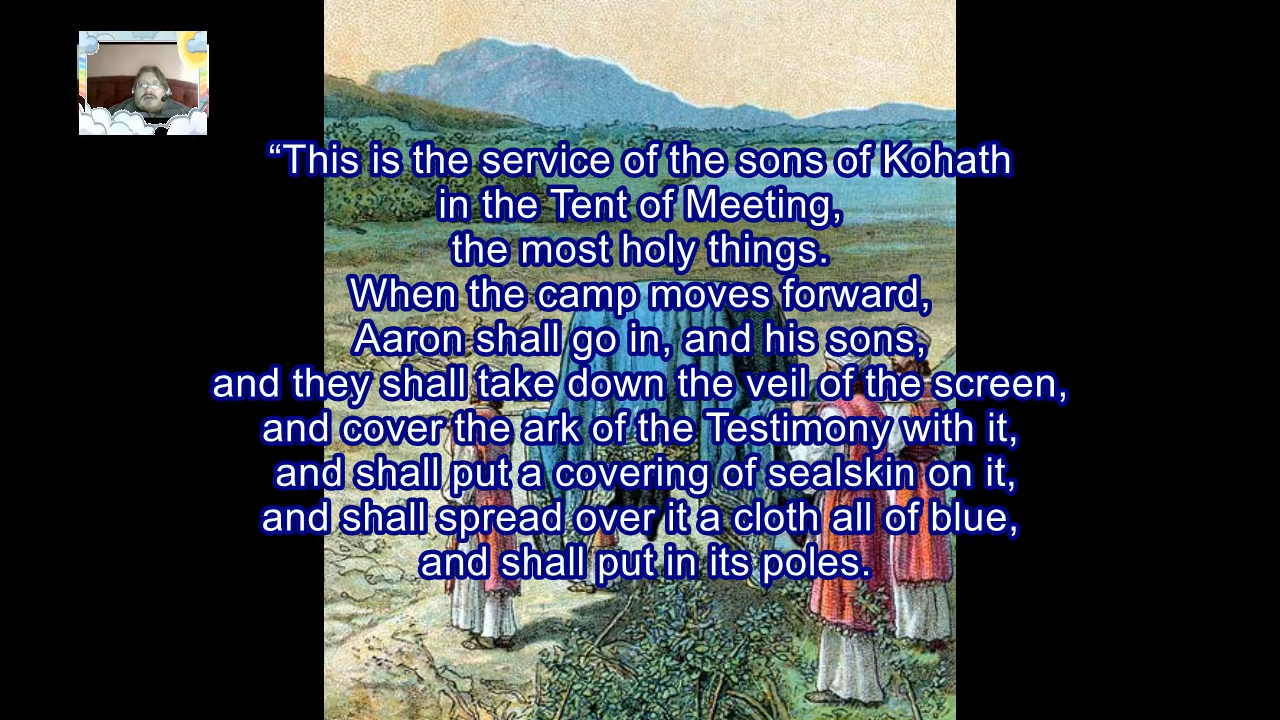 “This is the service of the sons of Kohath
in the Tent of Meeting,
the most holy things.
When the camp moves forward,
Aaron shall go in, and his sons,
and they shall take down the veil of the screen,
and cover the ark of the Testimony with it,
and shall put a covering of sealskin on it,
and shall spread over it a cloth all of blue,
and shall put in its poles.